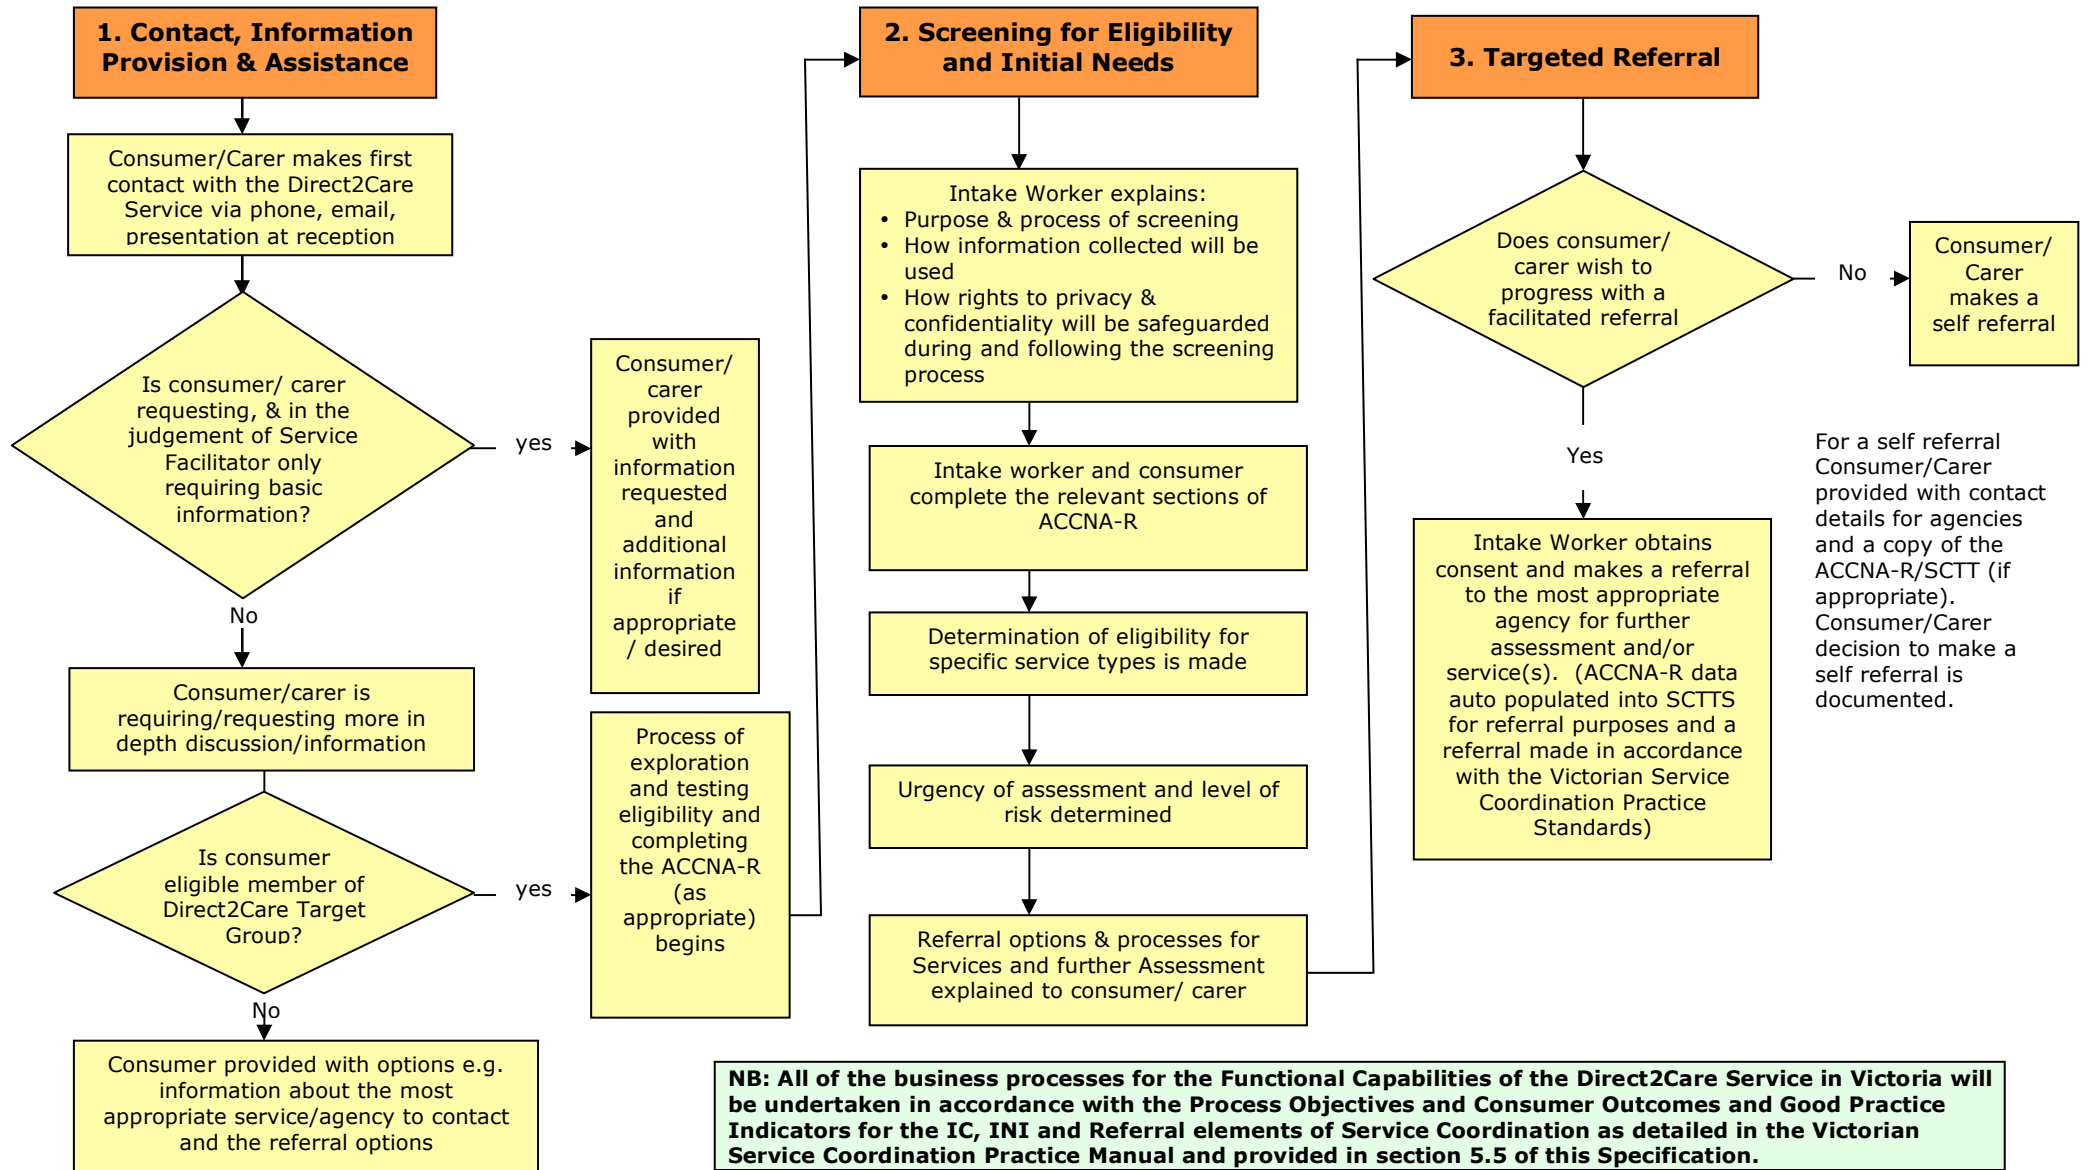 1. Contact, Information
Provision & Assistance
Consumer/Carer makes first
contact with the Direct2Care
Service via phone, email,
presentation at reception
Is consumer/ carer
requesting, & in the
judgement of Service
Facilitator only
requiring basic
information?
yes
Consumer/
carer
provided
with
information
requested
and
additional
information
if
appropriate
/ desired
No
Consumer/carer is
requiring/requesting more in
depth discussion/information
Is consumer
eligible member of
Direct2Care Target
Group?
yes
Process of
exploration
and testing
eligibility and
completing
the ACCNA-R
(as
appropriate)
begins
No
Consumer provided with options e.g.
information about the most
appropriate service/agency to contact
and the referral options
2. Screening for Eligibility
and Initial Needs
Intake Worker explains:
• Purpose & process of screening
• How information collected will be
used
• How rights to privacy &
confidentiality will be safeguarded
during and following the screening
process
Intake worker and consumer
complete the relevant sections of
ACCNA-R
Determination of eligibility for
specific service types is made
Urgency of assessment and level of
risk determined
Referral options & processes for
Services and further Assessment
explained to consumer/ carer
3. Targeted Referral
Does consumer/
carer wish to
progress with a
facilitated referral
No
Consumer/
Carer
makes a
self referral
Yes
Intake Worker obtains
consent and makes a referral
to the most appropriate
agency for further
assessment and/or
service(s). (ACCNA-R data
auto populated into SCTTS
for referral purposes and a
referral made in accordance
with the Victorian Service
Coordination Practice
Standards)
For a self referral
Consumer/Carer
provided with contact
details for agencies
and a copy of the
ACCNA-R/SCTT (if
appropriate).
Consumer/Carer
decision to make a
self referral is
documented.
NB: All of the business processes for the Functional Capabilities of the Direct2Care Service in Victoria will
be undertaken in accordance with the Process Objectives and Consumer Outcomes and Good Practice
Indicators for the IC, INI and Referral elements of Service Coordination as detailed in the Victorian
Service Coordination Practice Manual and provided in section 5.5 of this Specification.